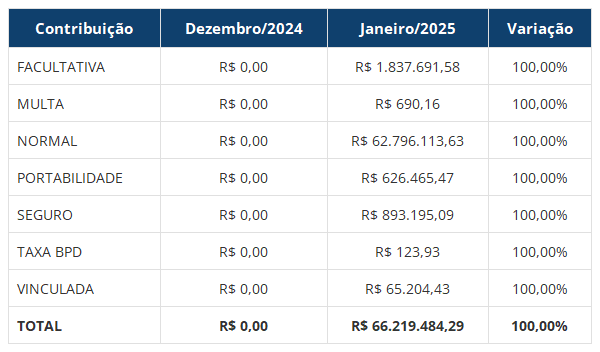 Contribuição Dezembro/2024 Janeiro/2025 Variação
FACULTATIVA R$ 0,00 R$ 1.837.691,58 100,00%
MULTA R$ 0,00 R$ 690,16 100,00%
NORMAL R$ 0,00 R$ 62.796.113,63 100,00%
PORTABILIDADE R$ 0,00 R$ 626.465,47 100,00%
SEGURO R$ 0,00 R$ 893.195,09 100,00%
TAXA BPD R$ 0,00 R$ 123,93 100,00%
VINCULADA R$ 0,00 R$ 65.204,43 100,00%
TOTAL R$ 0,00 R$ 66.219.484,29 100,00%